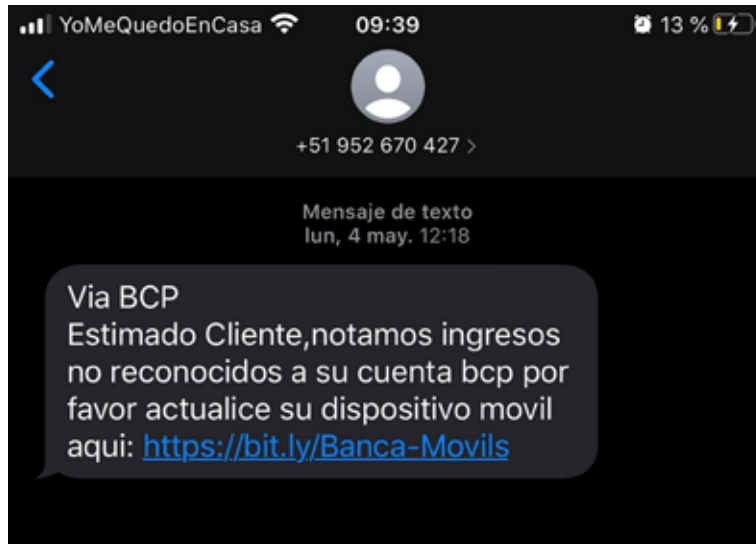 YoMeQuedoEnCasa 09:39 13 %
+51 952 670 427 >
Mensaje de texto
lun, 4 may. 12:18
Via BCP
Estimado Cliente,notamos ingresos
no reconocidos a su cuenta bcp por
favor actualice su dispositivo movil
aqui: https://bit.ly/Banca-Movils